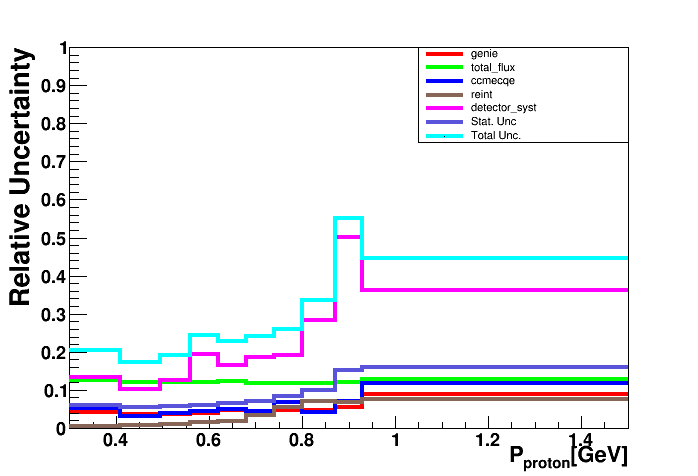 Relative Uncertainty
1
0.9
0.8
0.7
0.6
0.5
0.4
0.3
0.2
0.1
0
genie
total_flux
ccmecqe
reint
detector_syst
Stat. Unc
Total Unc.
0.4 0.6 0.8 1 1.2 1.4
P_proton[GeV]